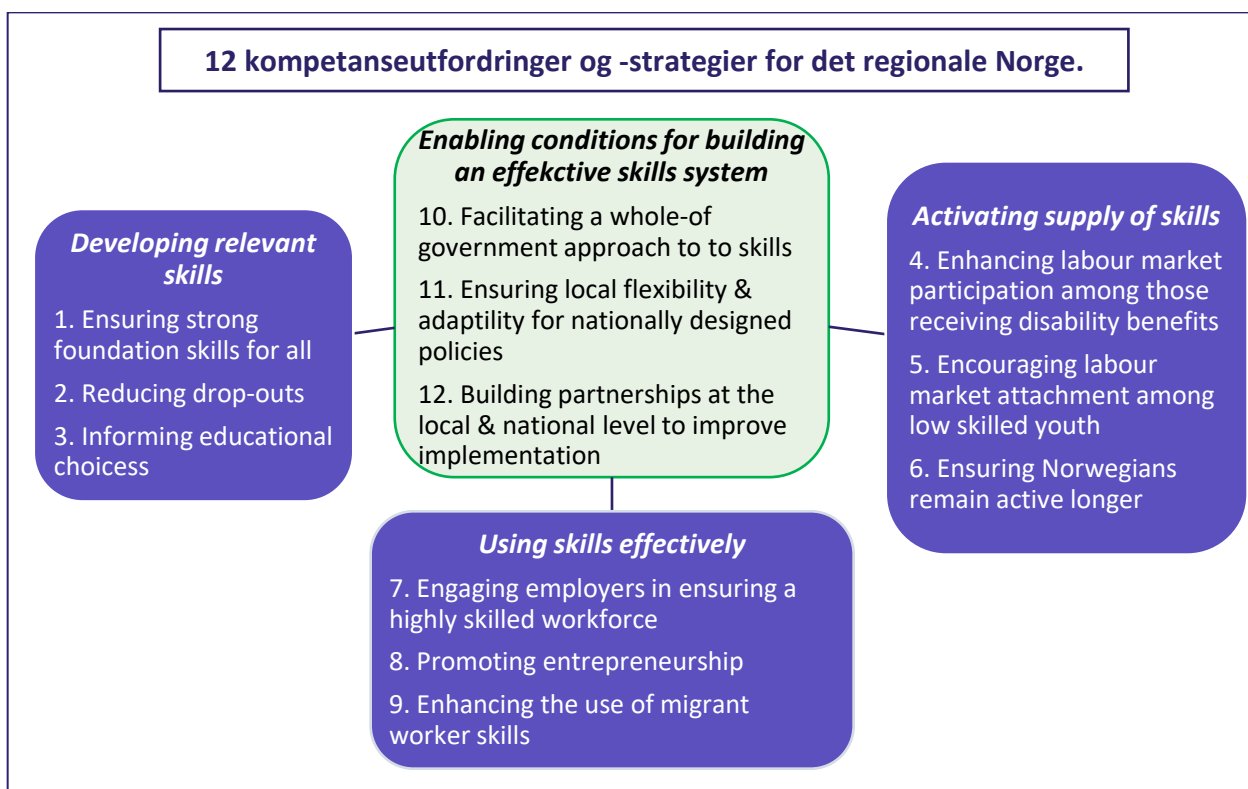 12 kompetanseutfordringer og -strategier for det regionale Norge.
Enabling conditions for building
an effekctive skills system
10. Facilitating a whole-of
government approach to to skills
11. Ensuring local flexibility &
adaptility for nationally designed
policies
12. Building partnerships at the
local & national level to improve
implementation
Developing relevant
skills
1. Ensuring strong
foundation skills for all
2. Reducing drop-outs
3. Informing educational
choicess
Activating supply of skills
4. Enhancing labour market
participation among those
receiving disability benefits
5. Encouraging labour
market attachment among
low skilled youth
6. Ensuring Norwegians
remain active longer
Using skills effectively
7. Engaging employers in ensuring a
highly skilled workforce
8. Promoting entrepreneurship
9. Enhancing the use of migrant
worker skills